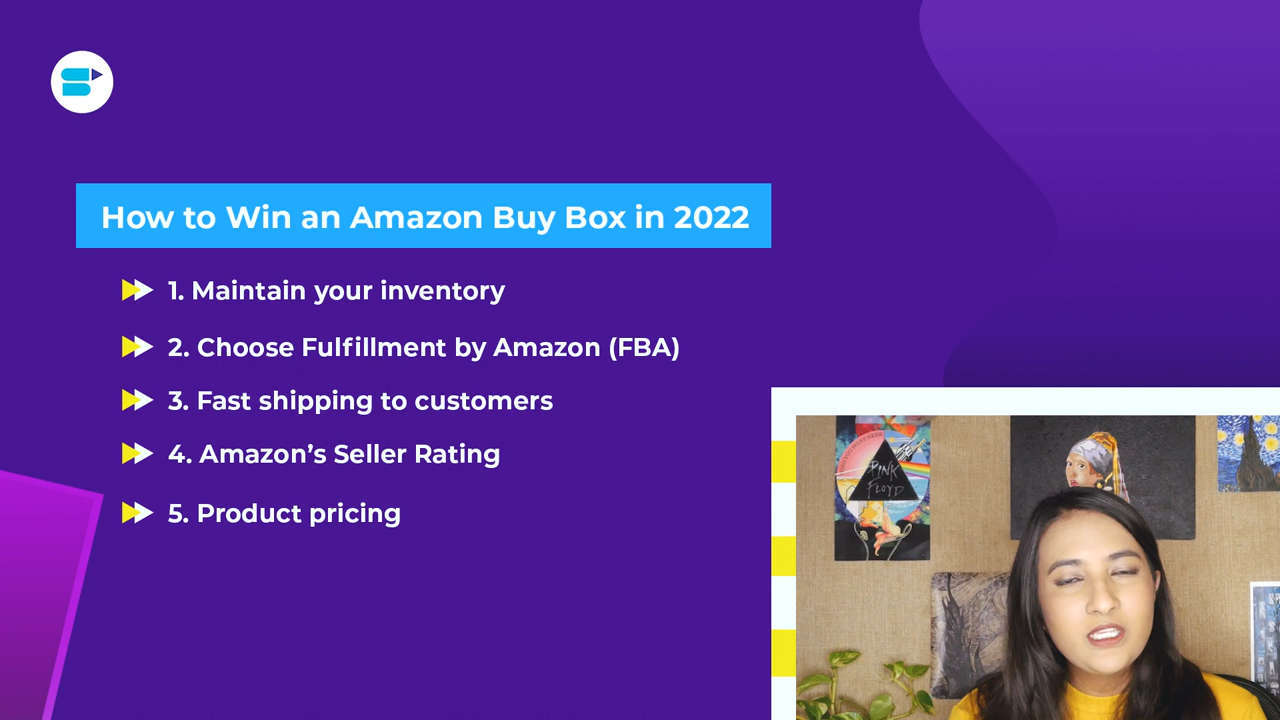 How to Win an Amazon Buy Box in 2022
1. Maintain your inventory
2. Choose Fulfillment by Amazon (FBA)
3. Fast shipping to customers
4. Amazon’s Seller Rating
5. Product pricing
PINK
FLOYD